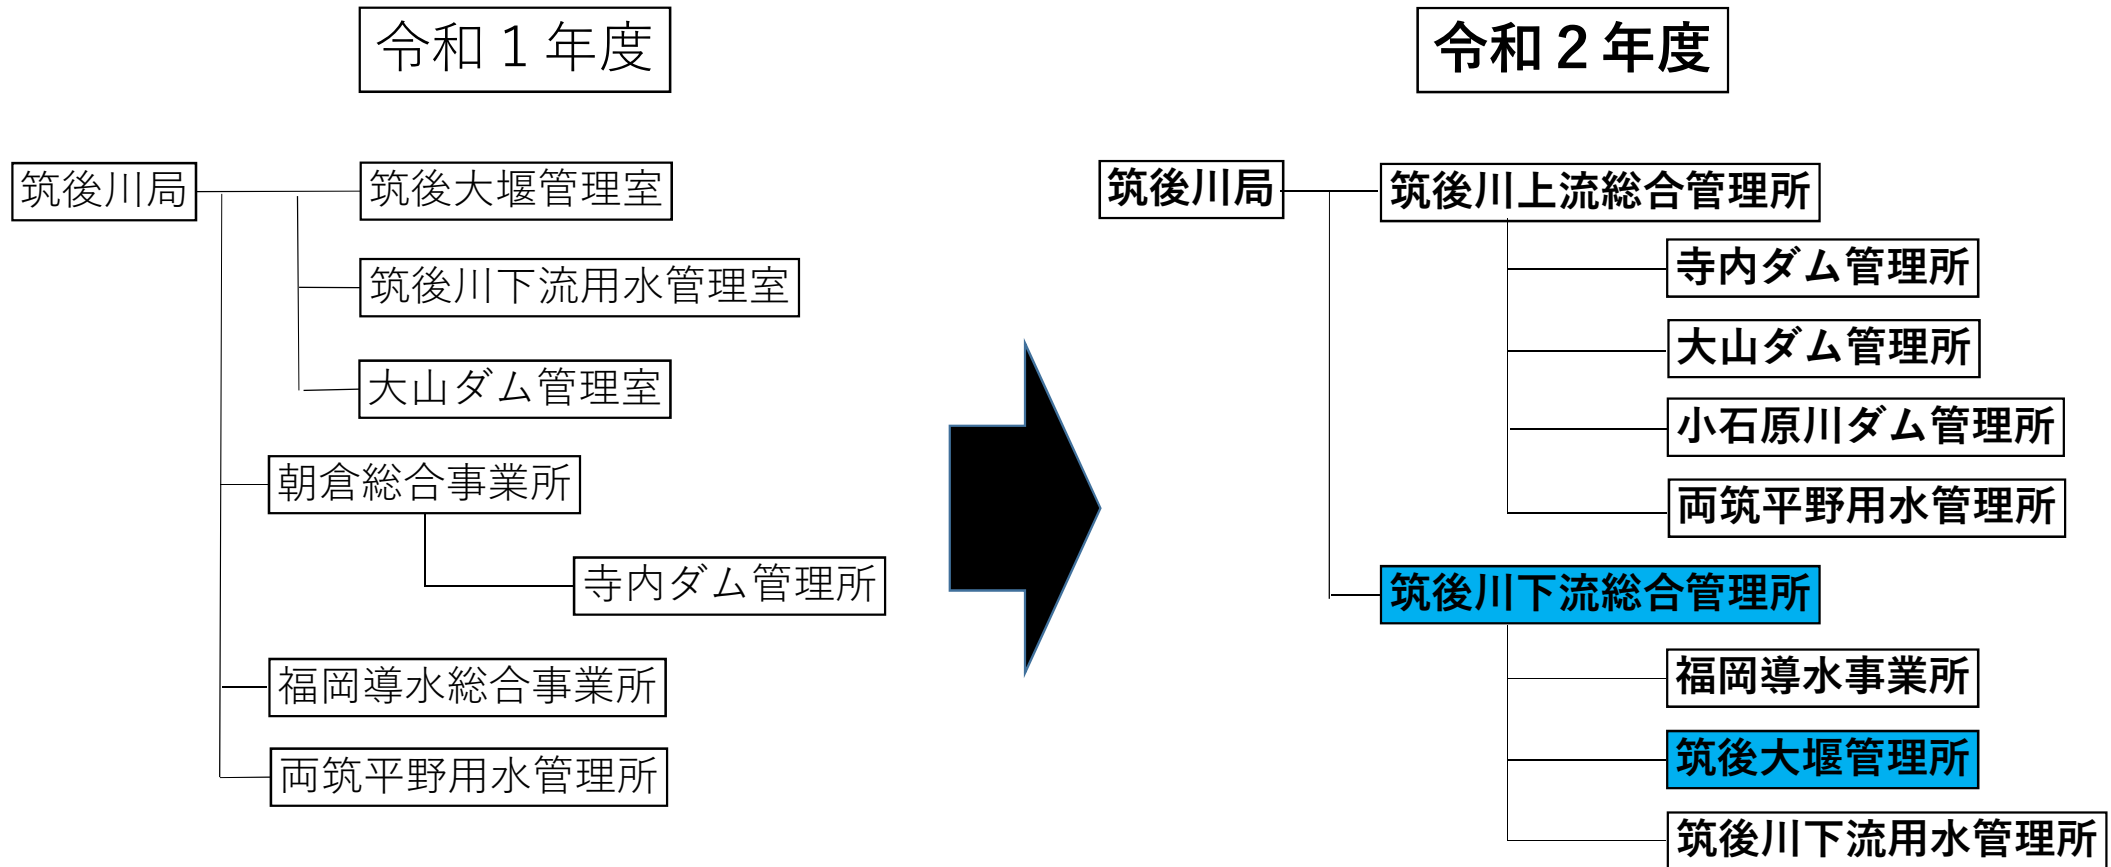 令和１年度
筑後川局
筑後大堰管理室
筑後川下流用水管理室
大山ダム管理室
朝倉総合事業所
寺内ダム管理所
福岡導水総合事業所
両筑平野用水管理所
令和２年度
筑後川局
筑後川上流総合管理所
寺内ダム管理所
大山ダム管理所
小石原川ダム管理所
両筑平野用水管理所
筑後川下流総合管理所
福岡導水事業所
筑後大堰管理所
筑後川下流用水管理所